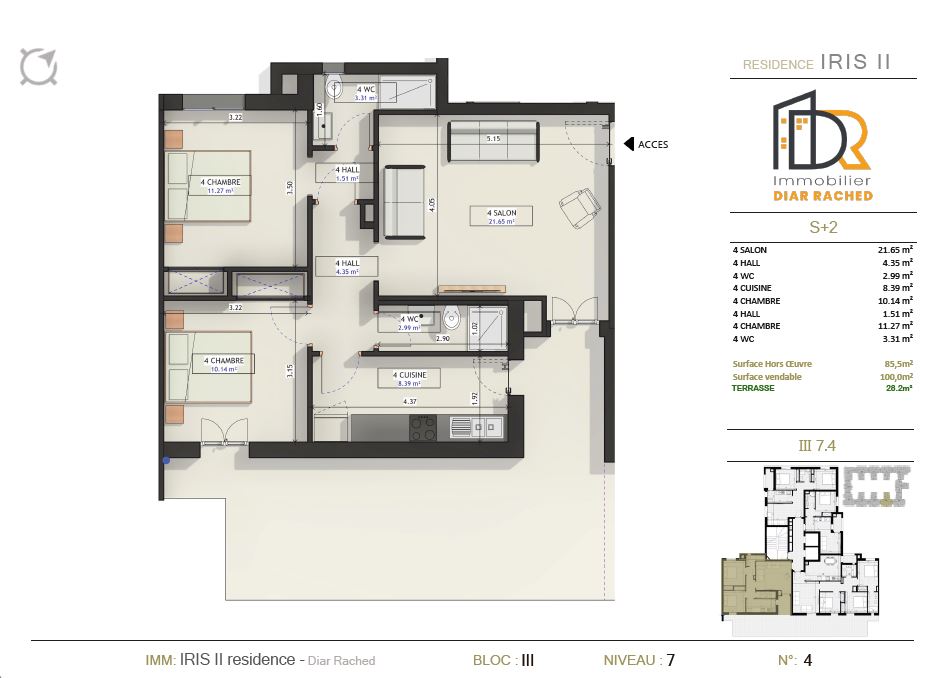 RESIDENCE IRIS II
DR
Immobilier
DIAR RACHED
S+2
4 SALON 21.65 m²
4 HALL 4.35 m²
4 WC 2.99 m²
4 CUISINE 8.39 m²
4 CHAMBRE 10.14 m²
4 HALL 1.51 m²
4 CHAMBRE 11.27 m²
4 WC 3.31 m²
Surface Hors Œuvre 85,5m²
Surface vendable 100,0m²
TERRASSE 28.2m²
III 7.4
4 WC
3.31 m²
1.60
3.22
4 CHAMBRE
11.27 m²
3.50
4 HALL
1.51 m²
5.15
ACCES
4.05
4 SALON
21.65 m²
4 HALL
4.35 m²
3.22
4 CHAMBRE
10.14 m²
3.15
4 WC
2.99 m²
1.02
2.90
4 CUISINE
8.39 m²
4.37
1.92
IMM: IRIS II residence - Diar Rached
BLOC : III
NIVEAU : 7
N°: 4